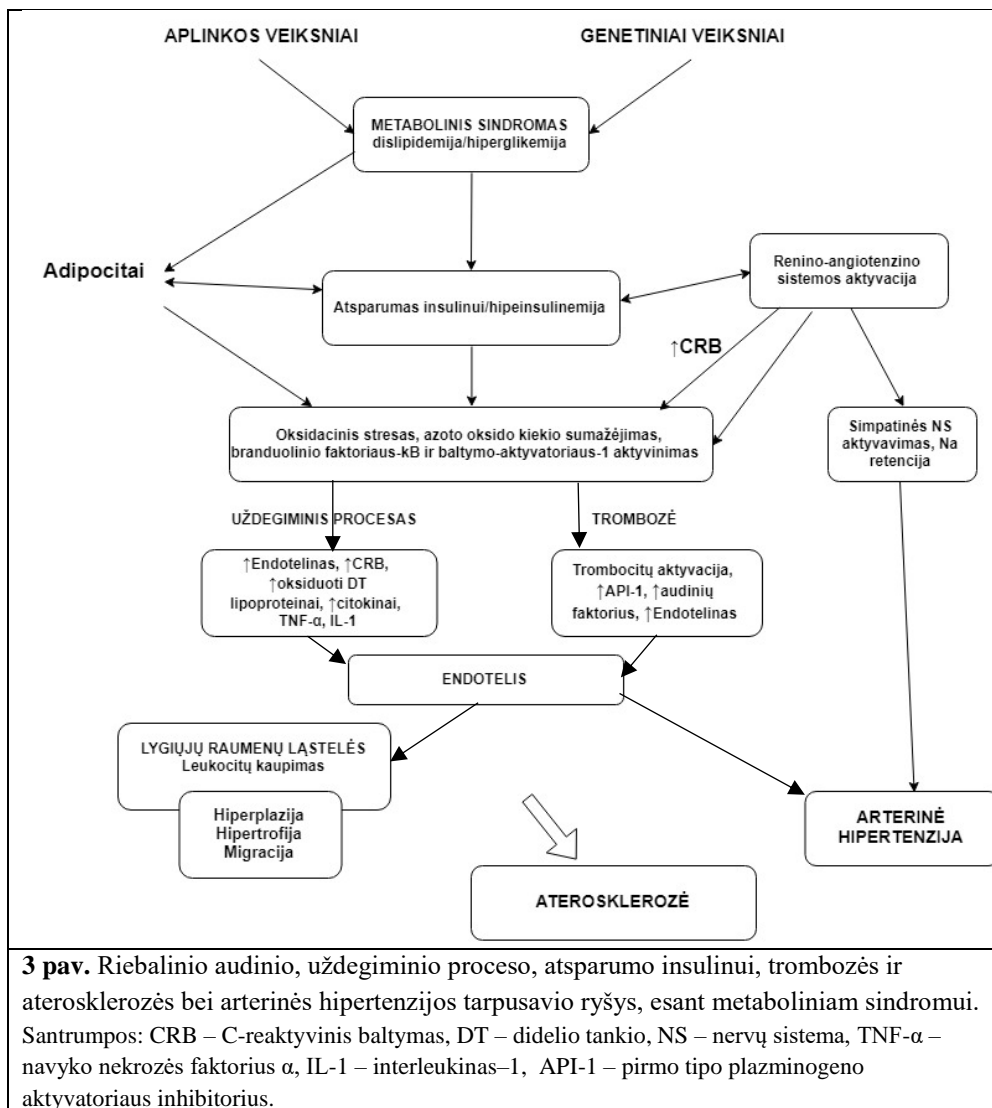 APLINKOS VEIKSNIAI
GENETINIAI VEIKSNIAI
METABOLINIS SINDROMAS
dislipidemija/hiperglikemija
Adipocitai
Renino-angiotenzino
sistemos aktyvacija
Atsparumas insulinui/hipeinsulinemija
↑CRB
Oksidacinis stresas, azoto oksido kiekio sumažėjimas,
branduolinio faktoriaus-kB ir baltymo-aktyvatoriaus-1 aktyvinimas
Simpatinės NS
aktyvavimas, Na
retencija
UŽDEGIMINIS PROCESAS
TROMBOZĖ
↑Endotelinas, ↑CRB,
↑oksiduoti DT
lipoproteinai, ↑citokinai,
TNF-α, IL-1
Trombocitų aktyvacija,
↑API-1, ↑audinių
faktorius, ↑Endotelinas
ENDOTELIS
LYGIŲJŲ RAUMENŲ LĄSTELĖS
Leukocitų kaupimas
Hiperplazija
Hipertrofija
Migracija
ARTERINĖ
HIPERTENZIJA
ATEROSKLEROZĖ
3 pav. Riebalinio audinio, uždegiminio proceso, atsparumo insulinui, trombozės ir
aterosklerozės bei arterinės hipertenzijos tarpusavio ryšys, esant metaboliniam sindromui.
Santrumpos: CRB – C-reaktyvinis baltymas, DT – didelio tankio, NS – nervų sistema, TNF-α –
navyko nekrozės faktorius α, IL-1 – interleukinas–1, API-1 – pirmo tipo plazminogeno
aktyvatoriaus inhibitorius.